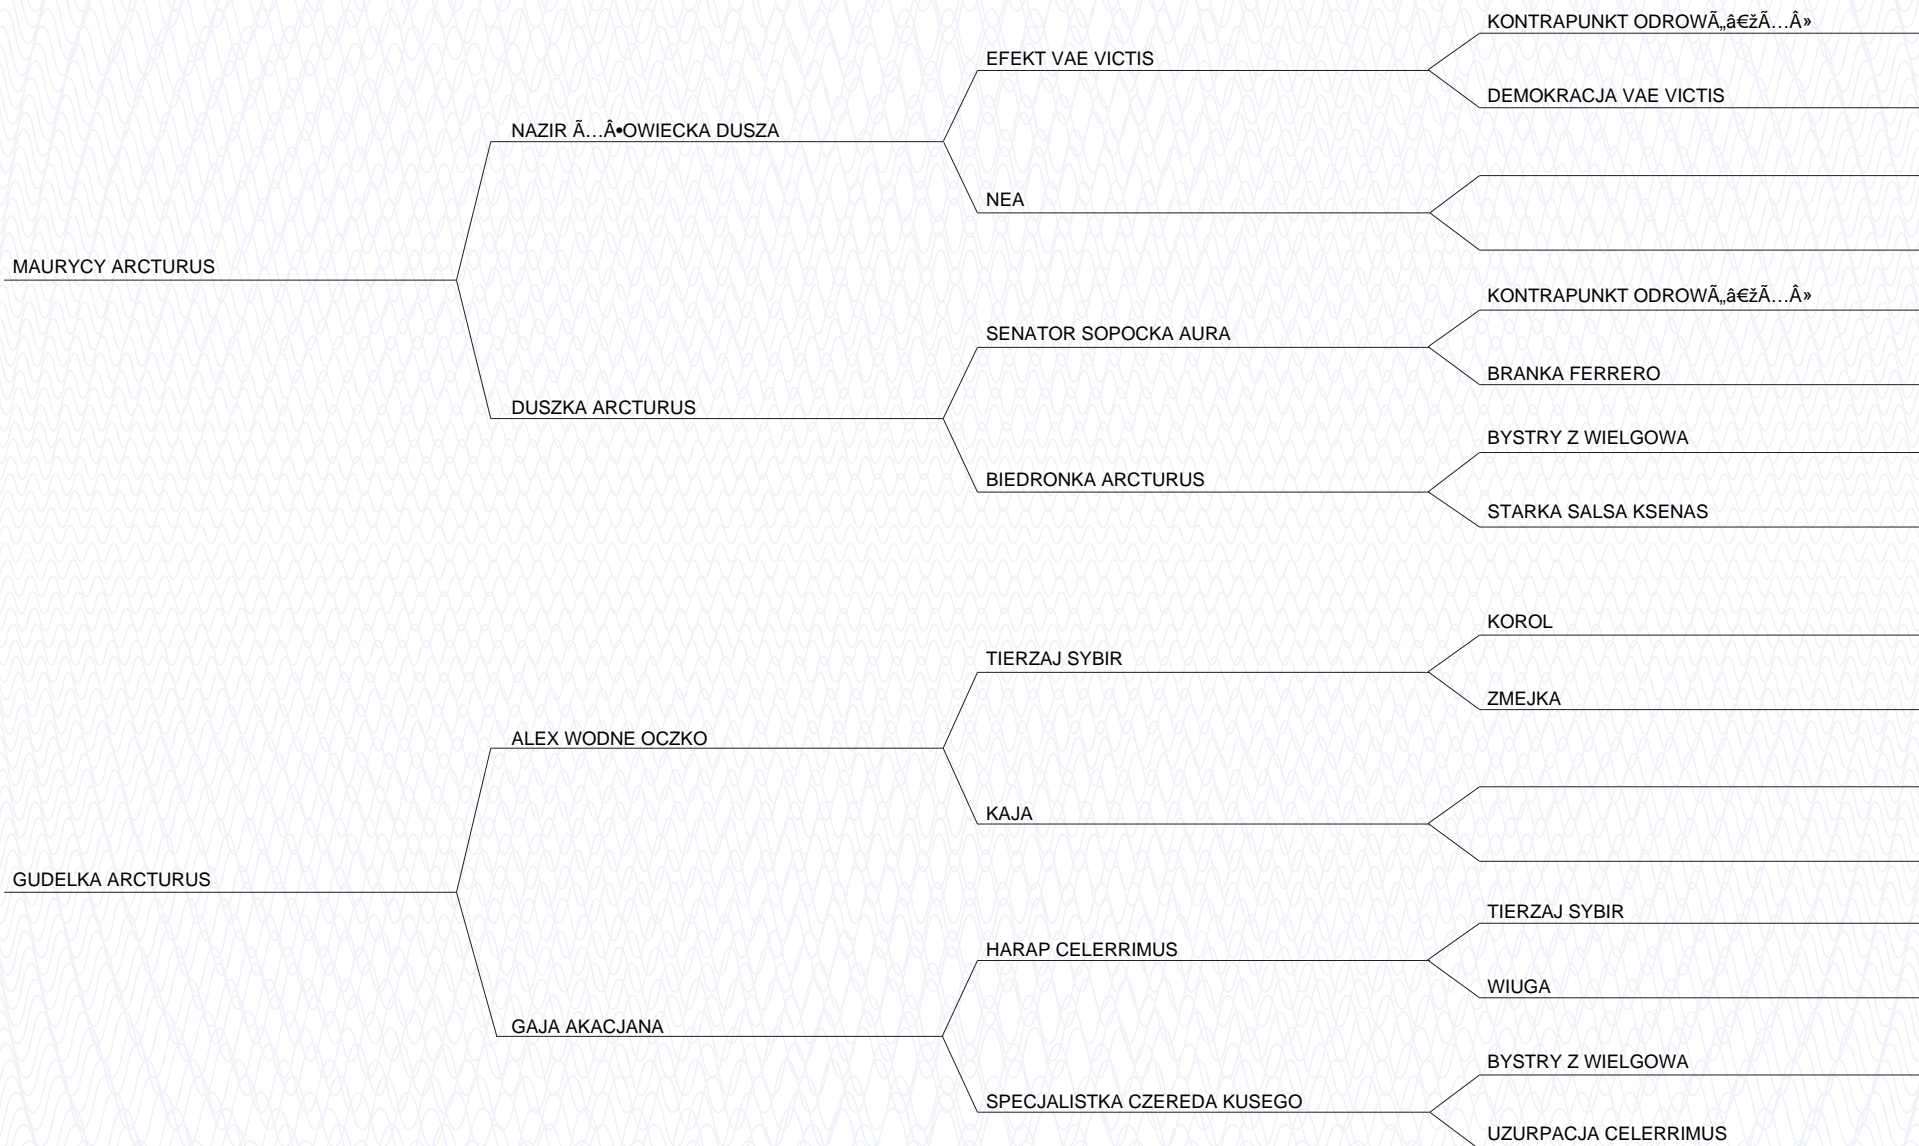 KONTRAPUNKT ODROWÃ„â€žÃ…Â»
EFEKT VAE VICTIS
DEMOKRACJA VAE VICTIS
NAZIR Ã…Â•OWIECKA DUSZA
NEA
MAURYCY ARCTURUS
KONTRAPUNKT ODROWÃ„â€žÃ…Â»
SENATOR SOPOCKA AURA
BRANKA FERRERO
DUSZKA ARCTURUS
BYSTRY Z WIELGOWA
BIEDRONKA ARCTURUS
STARKA SALSA KSENAS
KOROL
TIERZAJ SYBIR
ZMEJKA
ALEX WODNE OCZKO
KAJA
GUDELKA ARCTURUS
TIERZAJ SYBIR
HARAP CELERRIMUS
WIUGA
GAJA AKACJANA
BYSTRY Z WIELGOWA
SPECJALISTKA CZEREDA KUSEGO
UZURPACJA CELERRIMUS